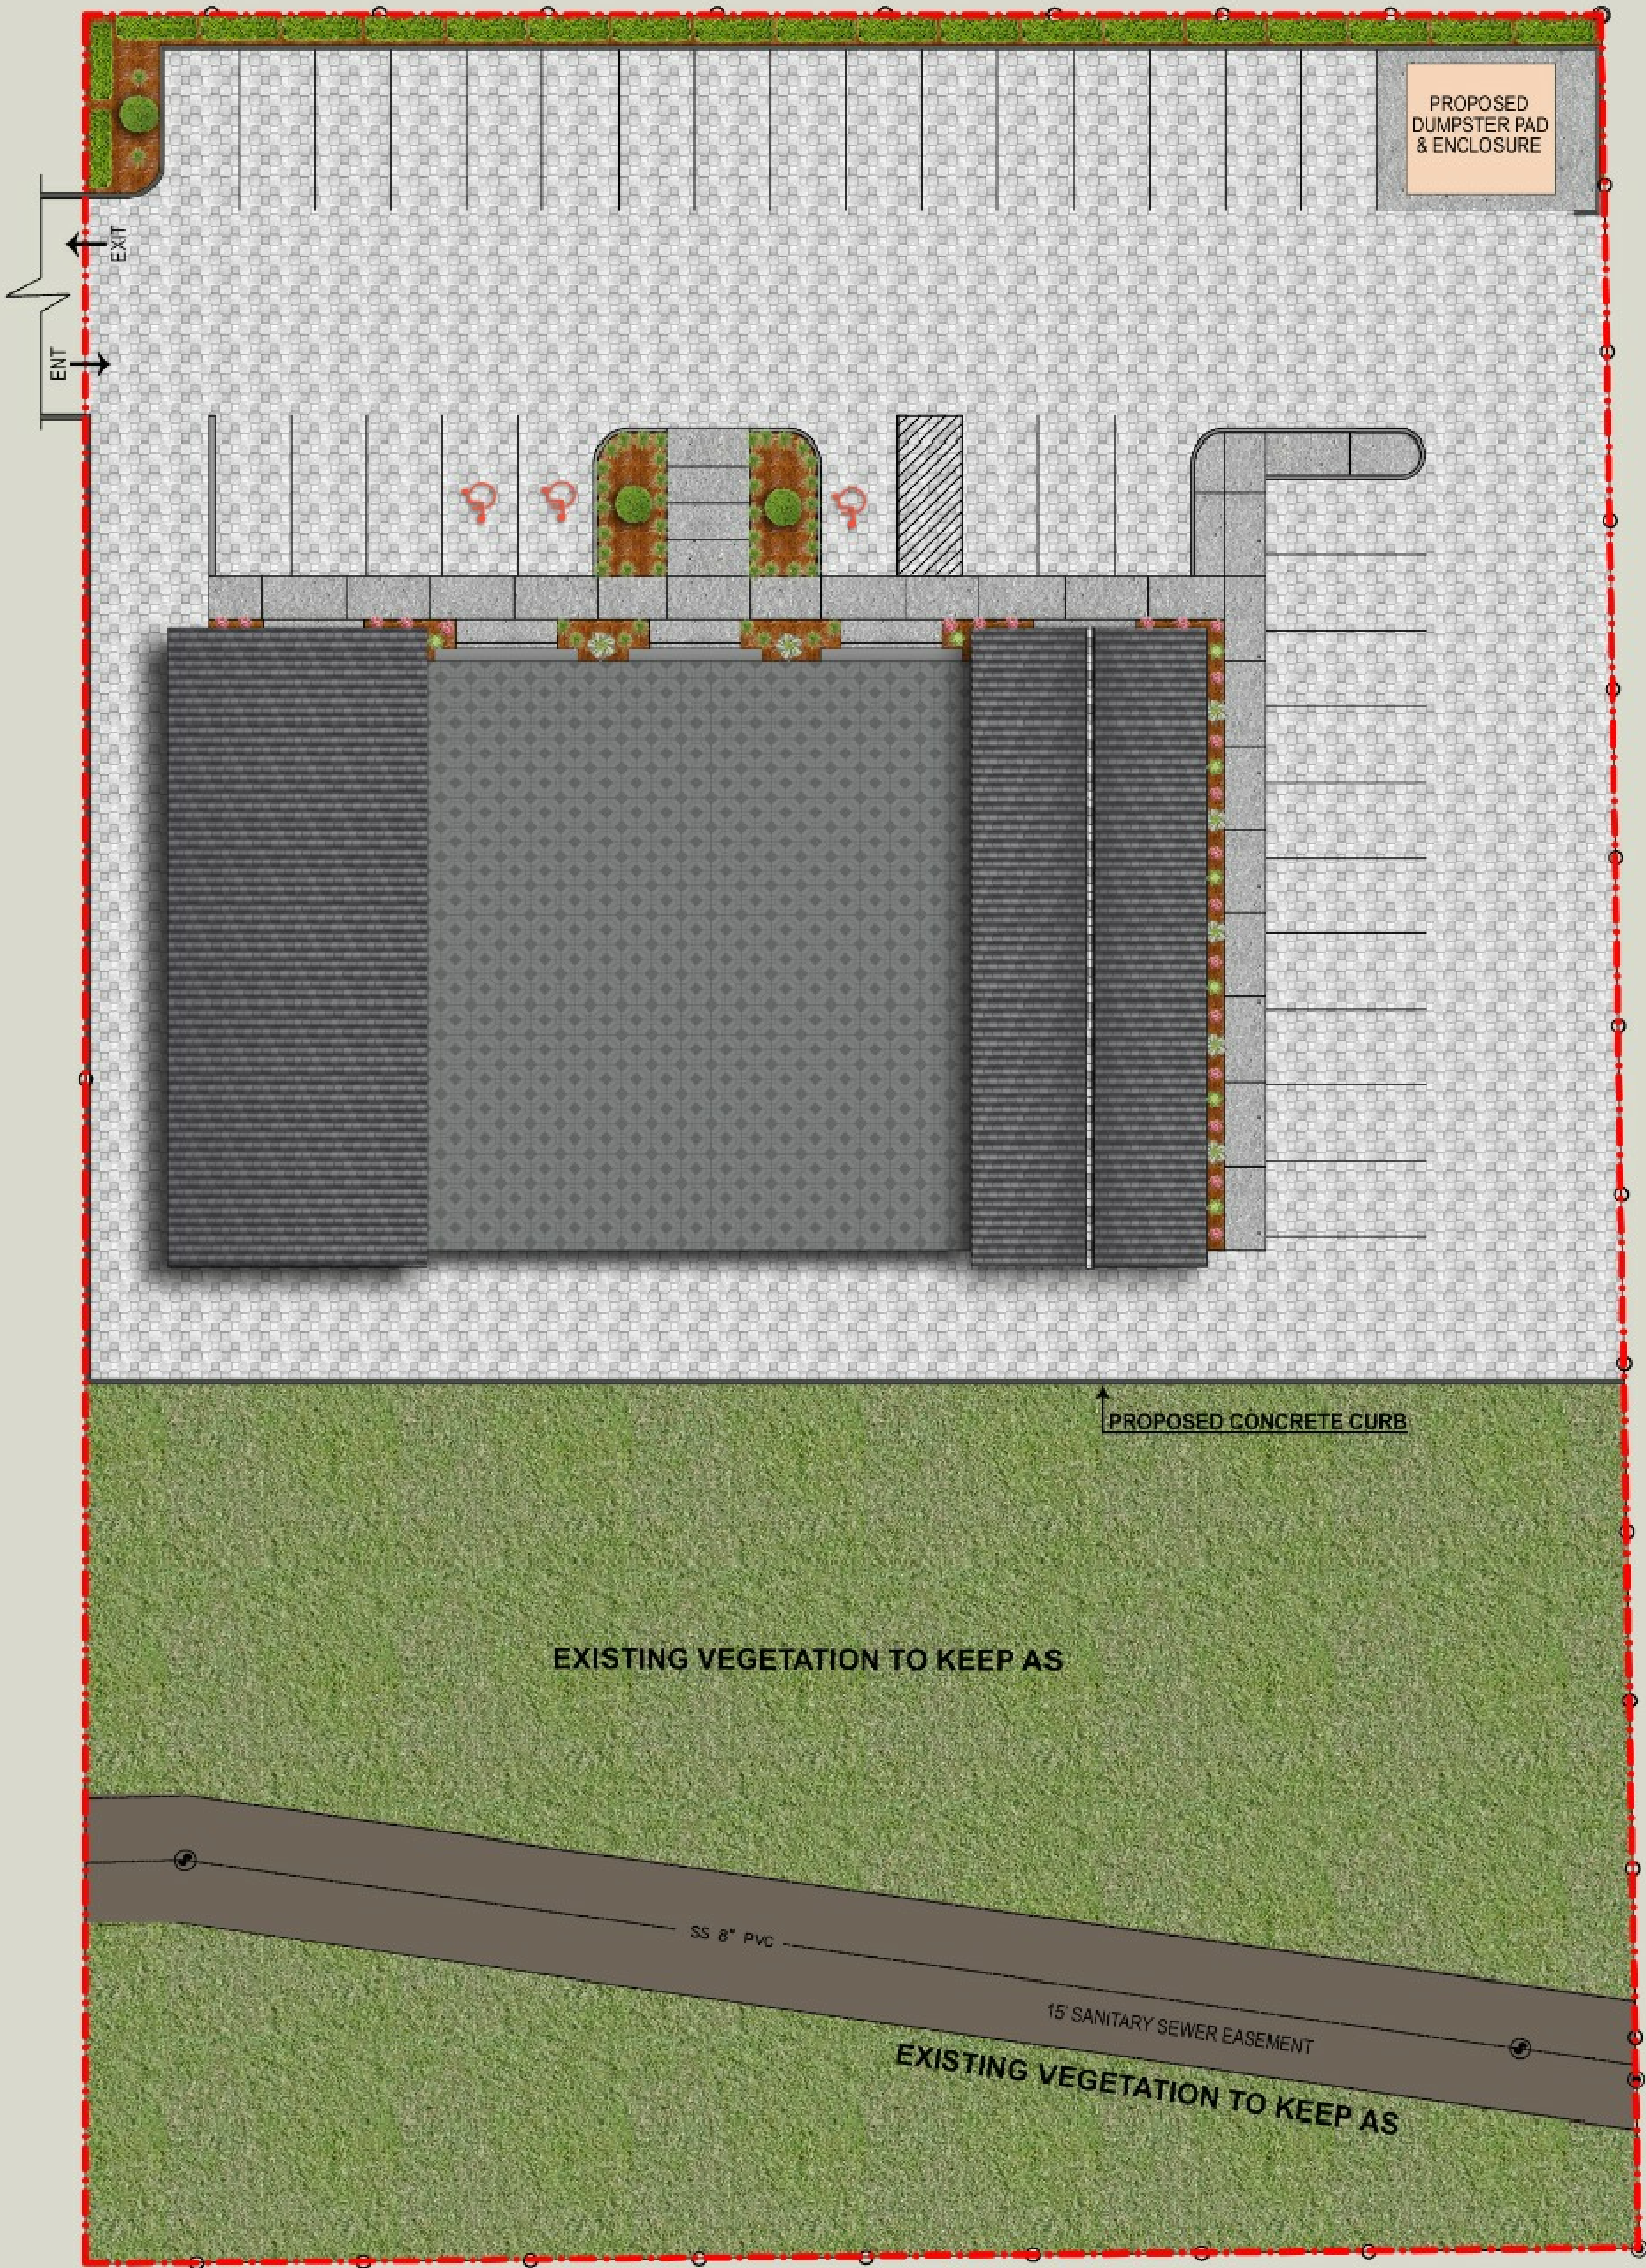 PROPOSED
DUMPSTER PAD
& ENCLOSURE
EXIT
ENT
PROPOSED CONCRETE CURB
EXISTING VEGETATION TO KEEP AS
SS 8" PVC
15' SANITARY SEWER EASEMENT
EXISTING VEGETATION TO KEEP AS